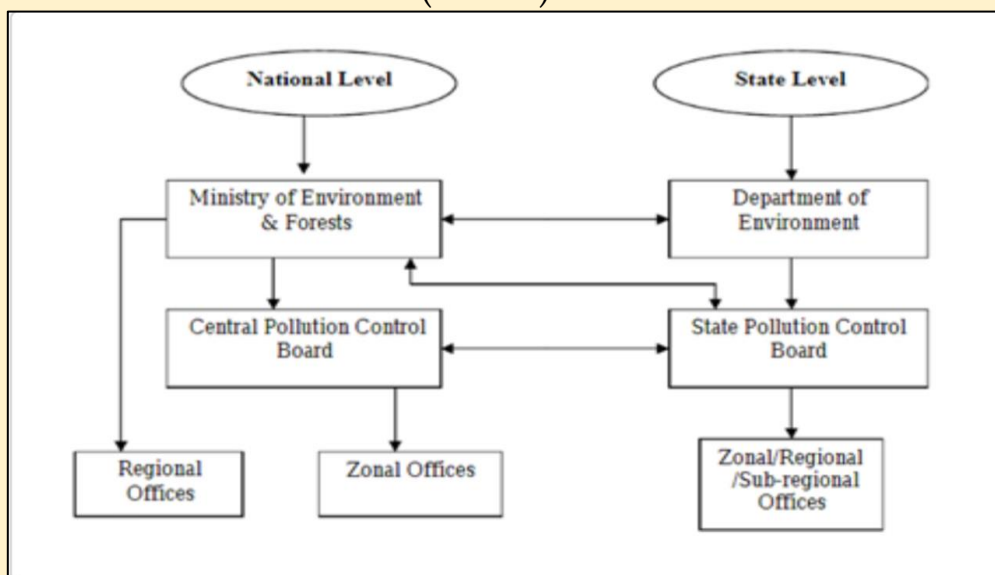 National Level
State Level
Ministry of Environment
& Forests
Department of
Environment
Central Pollution Control
Board
State Pollution Control
Board
Regional
Offices
Zonal Offices
Zonal/Regional
/Sub-regional
Offices